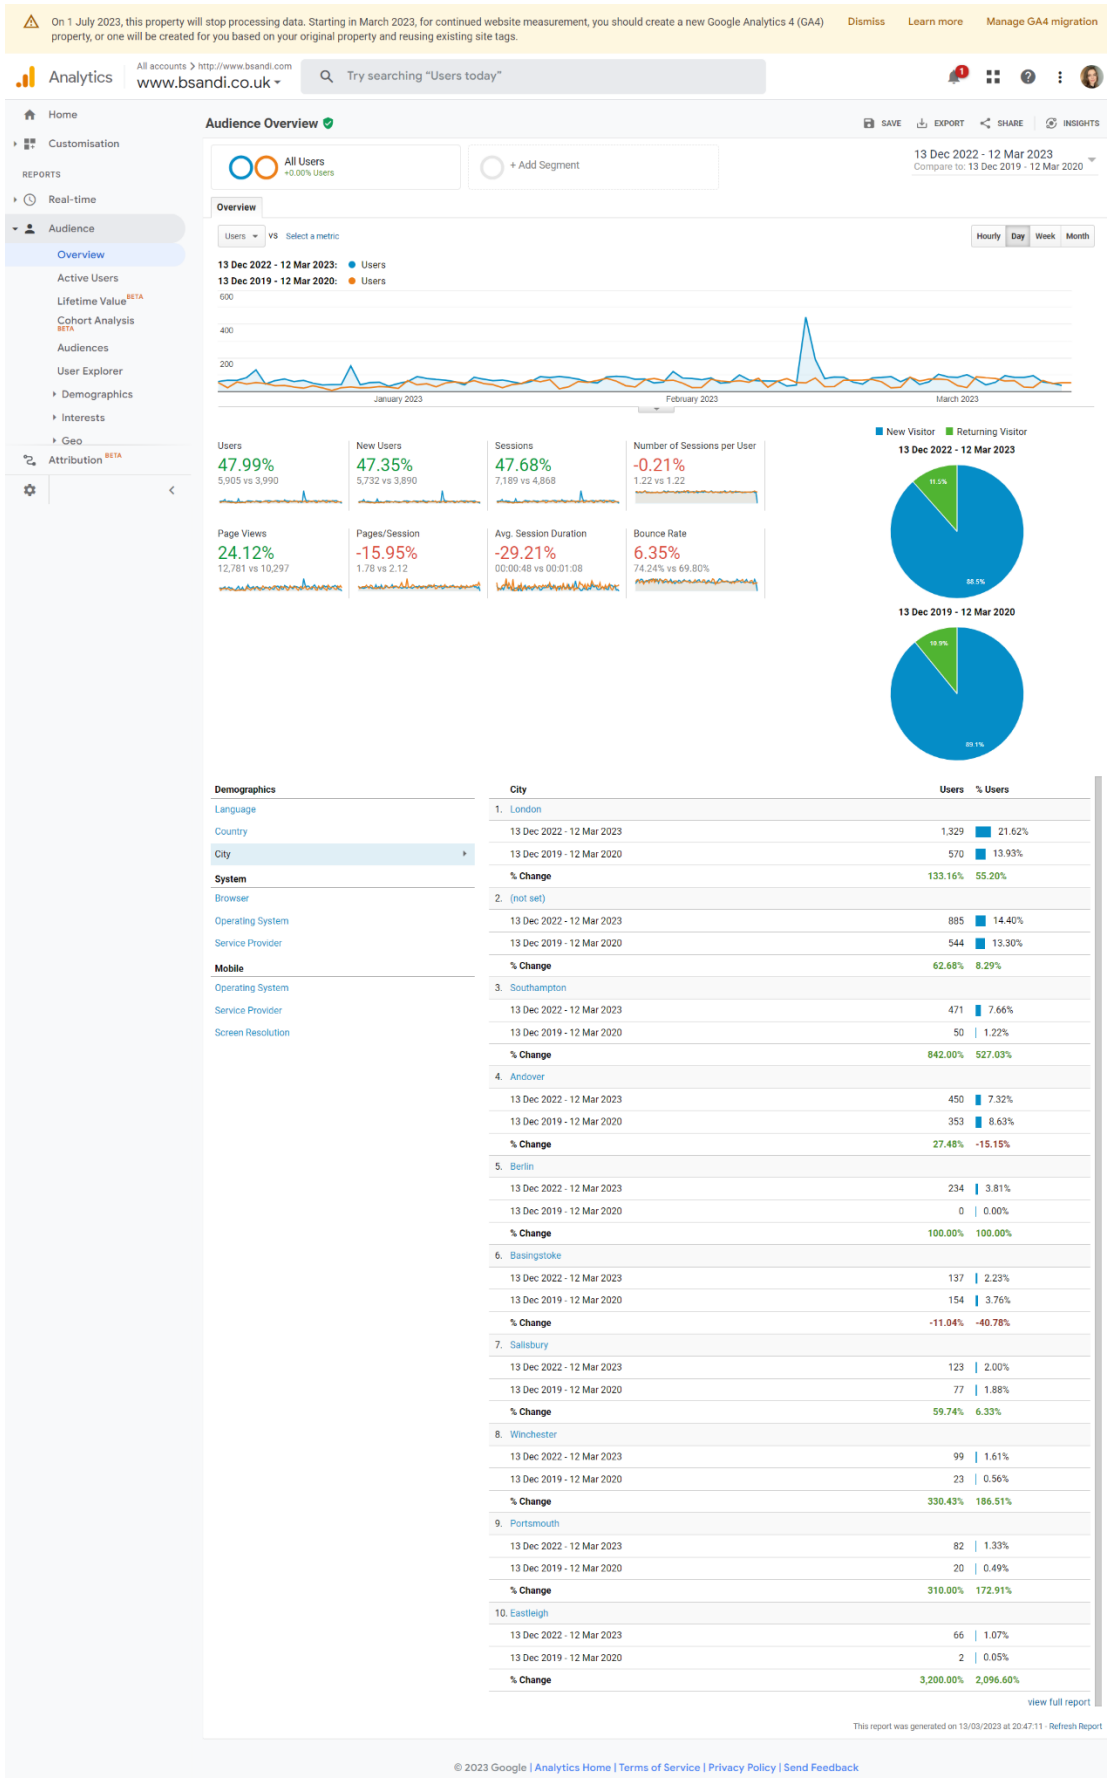 On 1 July 2023, this property will stop processing data. Starting in March 2023, for continued website measurement, you should create a new Google Analytics 4 (GA4)
property, or one will be created for you based on your original property and reusing existing site tags.
Dismiss Learn more Manage GA4 migration
Analytics
All accounts > http://www.bsandi.com
www.bsandi.co.uk
Try searching "Users today"
1
Home
Customisation
REPORTS
Real-time
Audience
Overview
Active Users
Lifetime Value BETA
Cohort Analysis
BETA
Audiences
User Explorer
Demographics
Interests
Geo
Attribution BETA
Audience Overview
SAVE EXPORT SHARE INSIGHTS
All Users
+0.00% Users
+ Add Segment
13 Dec 2022 - 12 Mar 2023
Compare to: 13 Dec 2019 - 12 Mar 2020
Overview
Users VS Select a metric
Hourly Day Week Month
13 Dec 2022 - 12 Mar 2023: Users
13 Dec 2019 - 12 Mar 2020: Users
600
400
200
January 2023 February 2023 March 2023
Users
47.99%
5,905 vs 3,990
New Users
47.35%
5,732 vs 3,890
Sessions
47.68%
7,189 vs 4,868
Number of Sessions per User
-0.21%
1.22 vs 1.22
Page Views
24.12%
12,781 vs 10,297
Pages/Session
-15.95%
1.78 vs 2.12
Avg. Session Duration
-29.21%
00:00:48 vs 00:01:08
Bounce Rate
6.35%
74.24% vs 69.80%
New Visitor Returning Visitor
13 Dec 2022 - 12 Mar 2023
11.5%
88.5%
13 Dec 2019 - 12 Mar 2020
10.9%
89.1%
Demographics
Language
Country
City
System
Browser
Operating System
Service Provider
Mobile
Operating System
Service Provider
Screen Resolution
City Users % Users
1. London
13 Dec 2022 - 12 Mar 2023 1,329 21.62%
13 Dec 2019 - 12 Mar 2020 570 13.93%
% Change 133.16% 55.20%
2. (not set)
13 Dec 2022 - 12 Mar 2023 885 14.40%
13 Dec 2019 - 12 Mar 2020 544 13.30%
% Change 62.68% 8.29%
3. Southampton
13 Dec 2022 - 12 Mar 2023 471 7.66%
13 Dec 2019 - 12 Mar 2020 50 1.22%
% Change 842.00% 527.03%
4. Andover
13 Dec 2022 - 12 Mar 2023 450 7.32%
13 Dec 2019 - 12 Mar 2020 353 8.63%
% Change 27.48% -15.15%
5. Berlin
13 Dec 2022 - 12 Mar 2023 234 3.81%
13 Dec 2019 - 12 Mar 2020 0 0.00%
% Change 100.00% 100.00%
6. Basingstoke
13 Dec 2022 - 12 Mar 2023 137 2.23%
13 Dec 2019 - 12 Mar 2020 154 3.76%
% Change -11.04% -40.78%
7. Salisbury
13 Dec 2022 - 12 Mar 2023 123 2.00%
13 Dec 2019 - 12 Mar 2020 77 1.88%
% Change 59.74% 6.33%
8. Winchester
13 Dec 2022 - 12 Mar 2023 99 1.61%
13 Dec 2019 - 12 Mar 2020 23 0.56%
% Change 330.43% 186.51%
9. Portsmouth
13 Dec 2022 - 12 Mar 2023 82 1.33%
13 Dec 2019 - 12 Mar 2020 20 0.49%
% Change 310.00% 172.91%
10. Eastleigh
13 Dec 2022 - 12 Mar 2023 66 1.07%
13 Dec 2019 - 12 Mar 2020 2 0.05%
% Change 3,200.00% 2,096.60%
view full report
This report was generated on 13/03/2023 at 20:47:11 - Refresh Report
© 2023 Google | Analytics Home | Terms of Service | Privacy Policy | Send Feedback